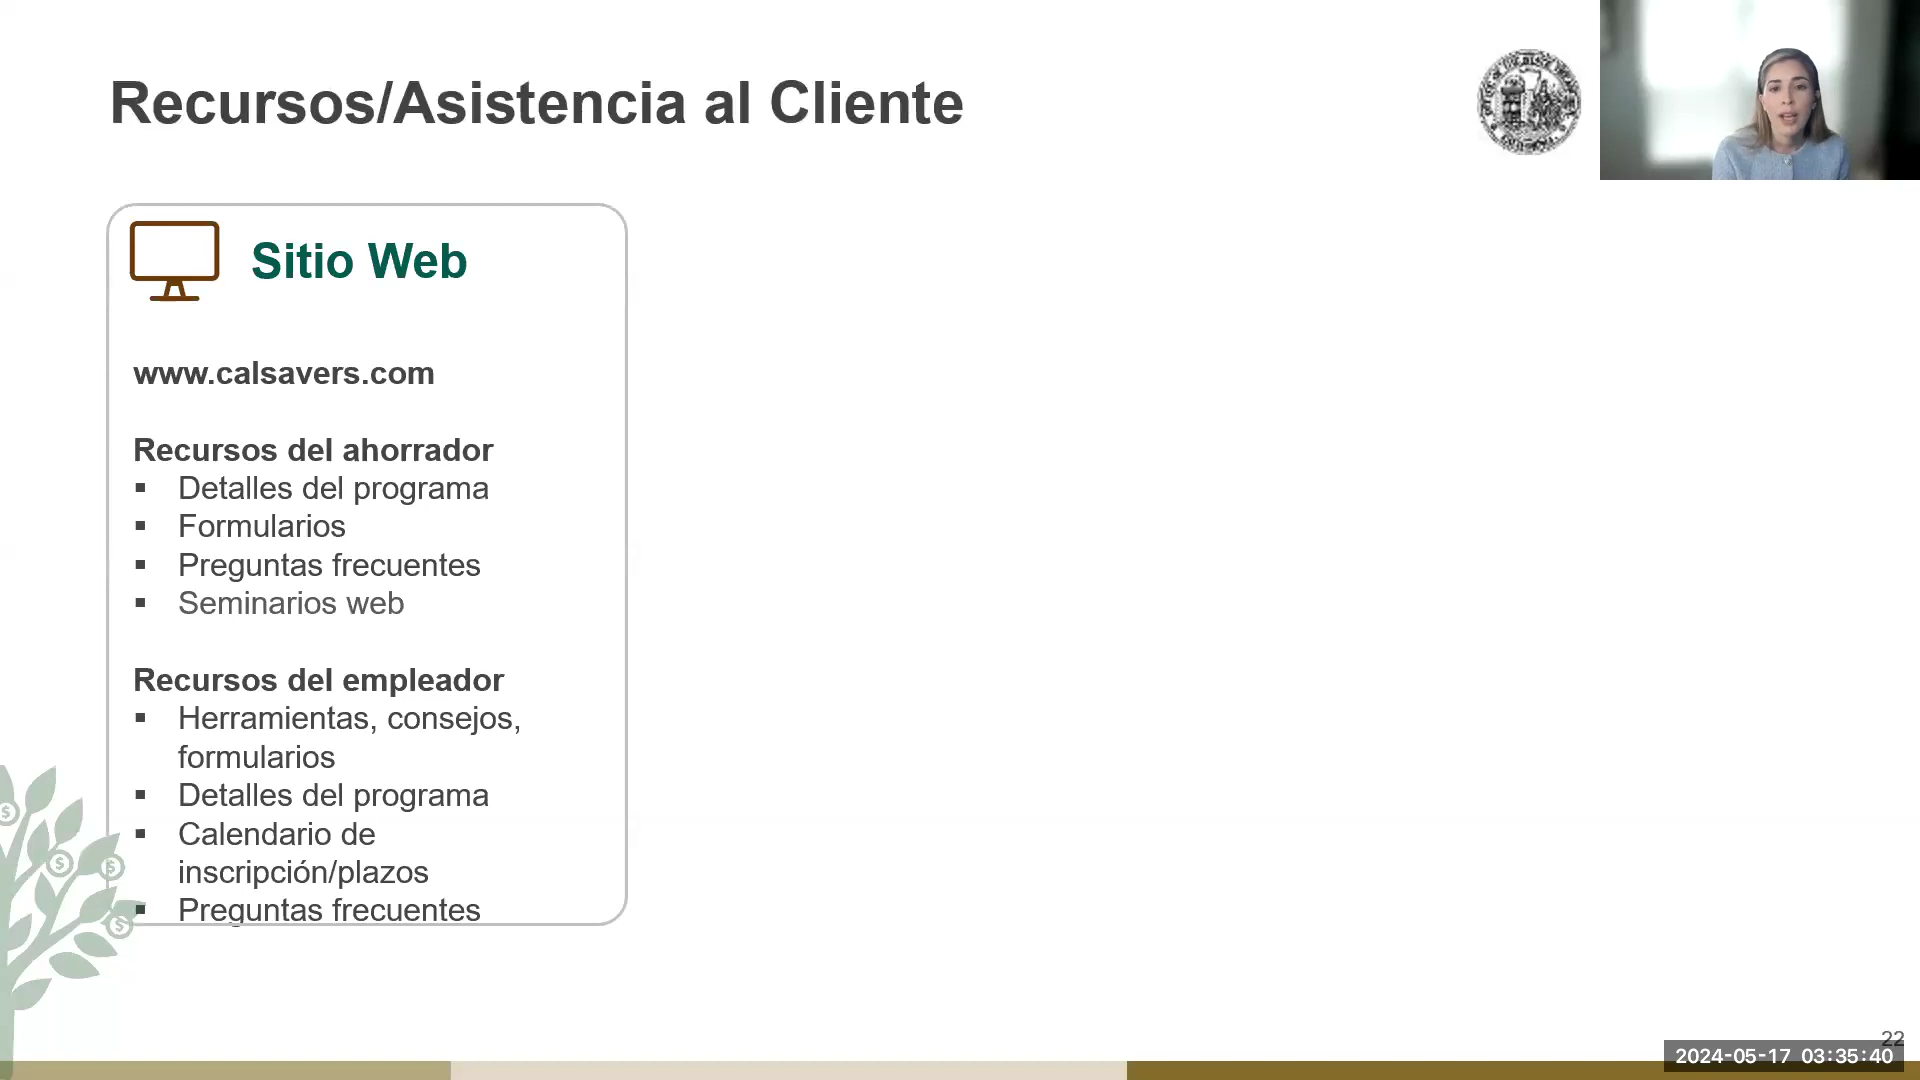 Recursos/Asistencia al Cliente
Sitio Web
www.calsavers.com
Recursos del ahorrador
▪ Detalles del programa
▪ Formularios
▪ Preguntas frecuentes
▪ Seminarios web
Recursos del empleador
▪ Herramientas, consejos,
formularios
▪ Detalles del programa
▪ Calendario de
inscripción/plazos
▪ Preguntas frecuentes
$
$
$
$
22
2024-05-17 03:35:40